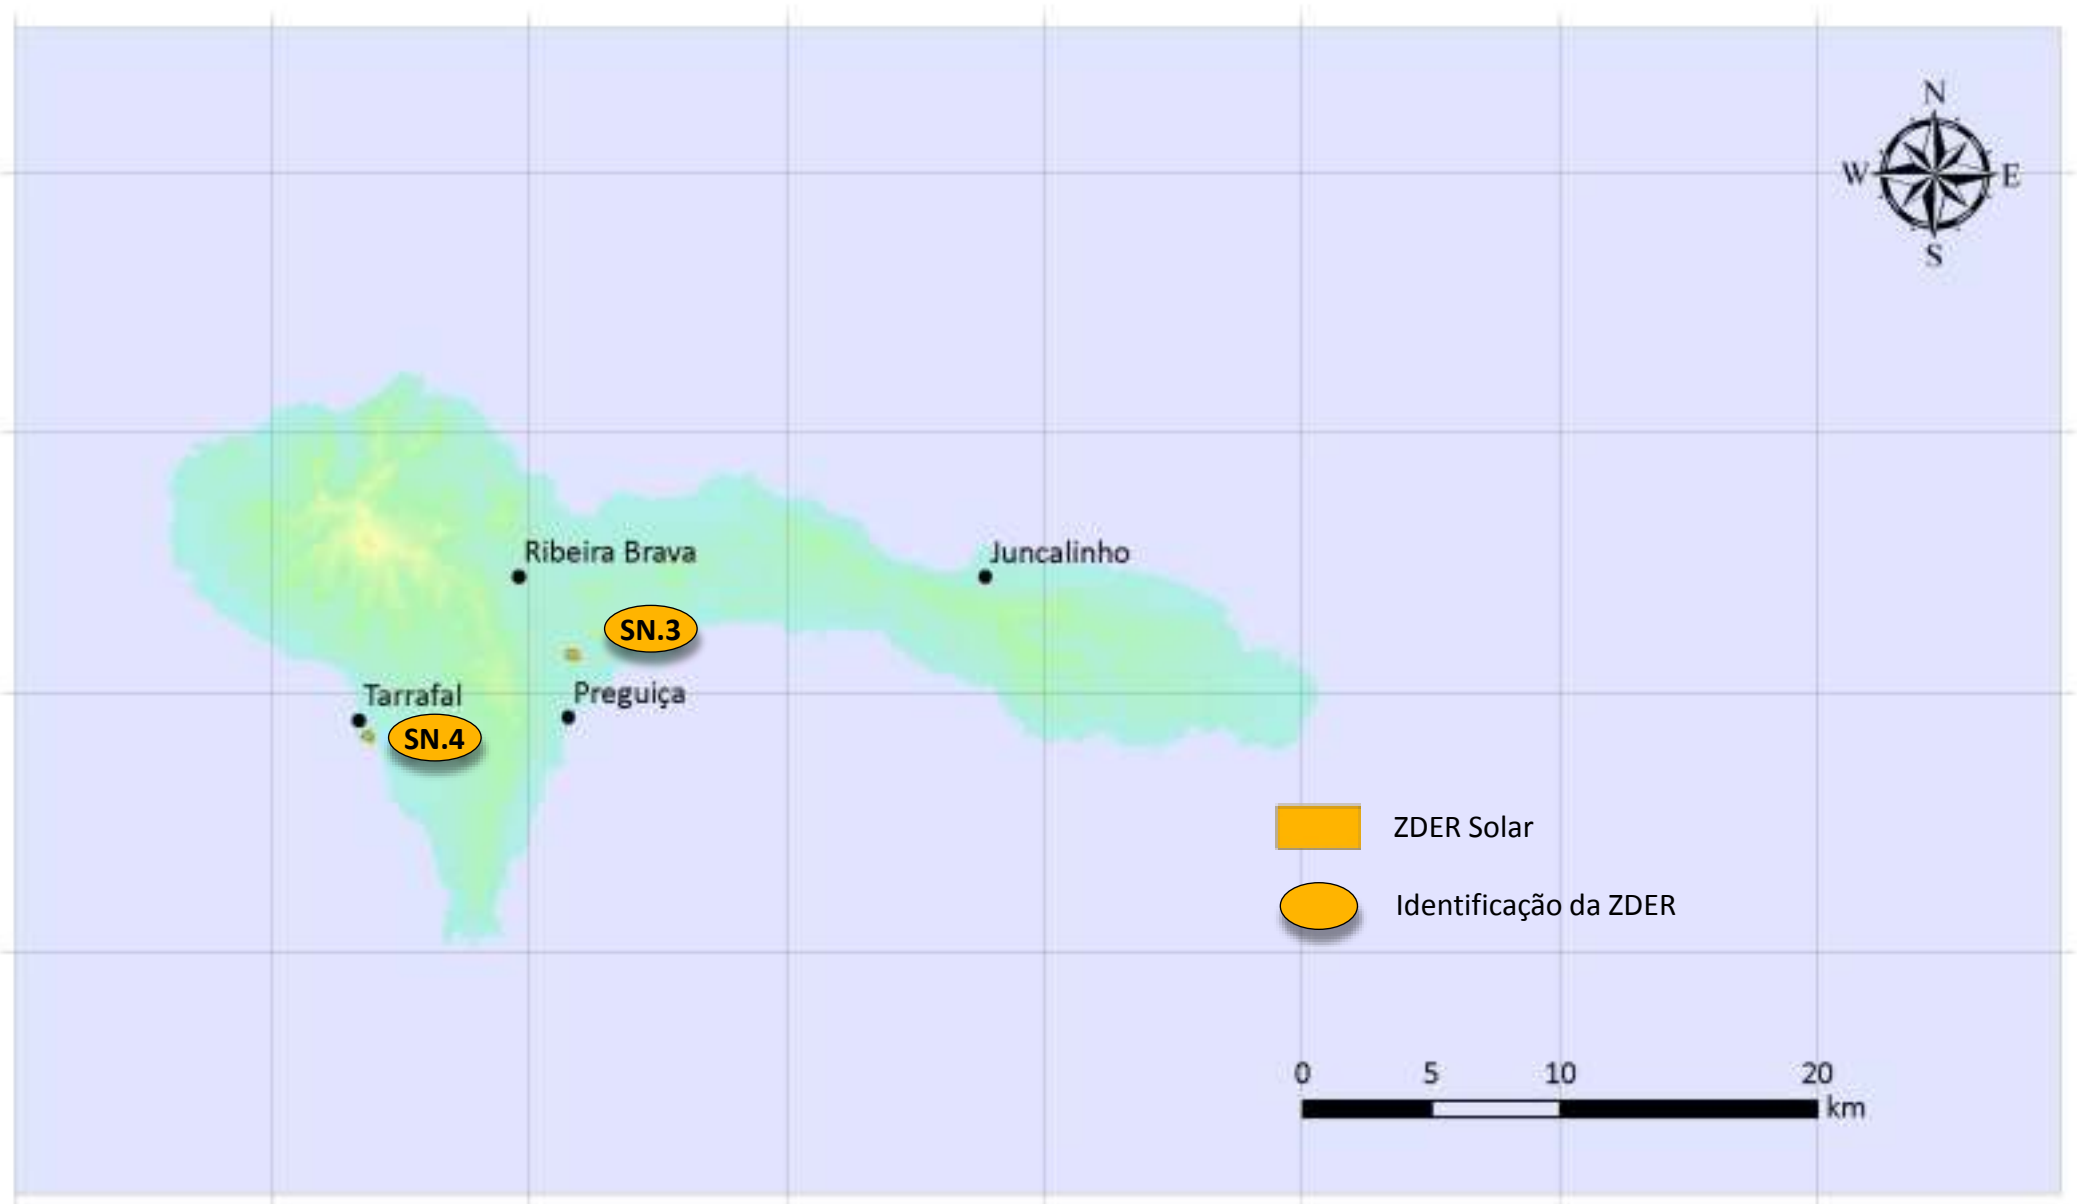 N
W E
S
Ribeira Brava
Juncalinho
SN.3
Tarrafal
Preguiça
SN.4
ZDER Solar
Identificação da ZDER
0 5 10 20
km